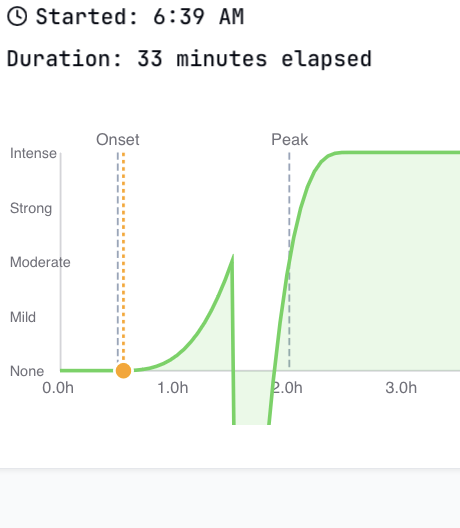 Started: 6:39 AM
Duration: 33 minutes elapsed
Onset Peak
Intense
Strong
Moderate
Mild
None
0.0h 1.0h 2.0h 3.0h